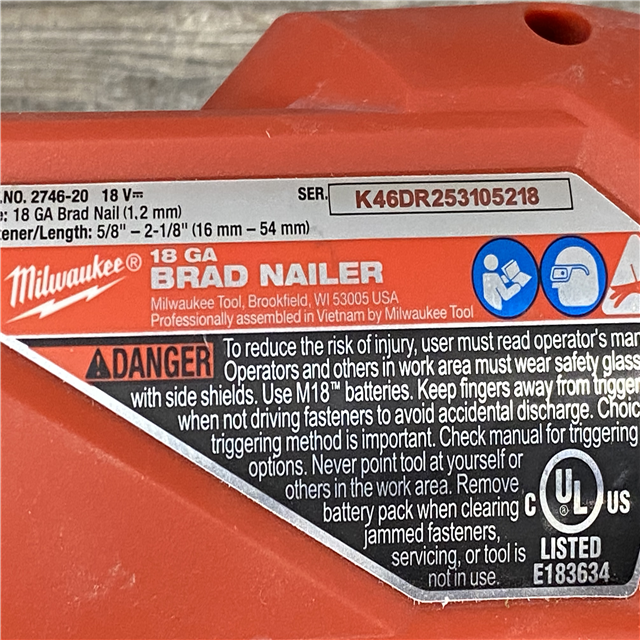 .NO. 2746-20 18 V SER. K46DR253105218
e: 18 GA Brad Nail (1,2 mm)
tener/Length: 5/8" – 2-1/8" (16 mm – 54 mm)
Milwaukee® 18 GA
BRAD NAILER
Milwaukee Tool, Brookfield, WI 53005 USA
Professionally assembled in Vietnam by Milwaukee Tool
DANGER To reduce the risk of injury, user must read operator's man
Operators and others in work area must wear safety glass
with side shields. Use M18™ batteries. Keep fingers away from trigger
when not driving fasteners to avoid accidental discharge. Choic
triggering method is important. Check manual for triggering
options. Never point tool at yourself or
others in the work area. Remove
battery pack when clearing
jammed fasteners,
servicing, or tool is
not in use.
C UL® US
LISTED
E183634